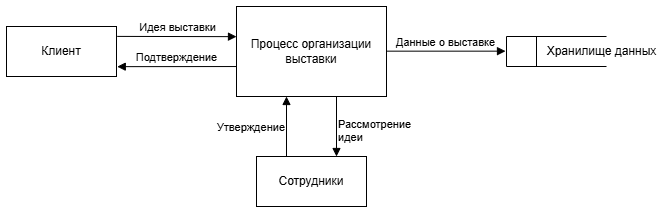 Идея выставки
Клиент
Подтверждение
Процесс организации
выставки
Данные о выставке
Хранилище данных
Утверждение
Рассмотрение
идеи
Сотрудники